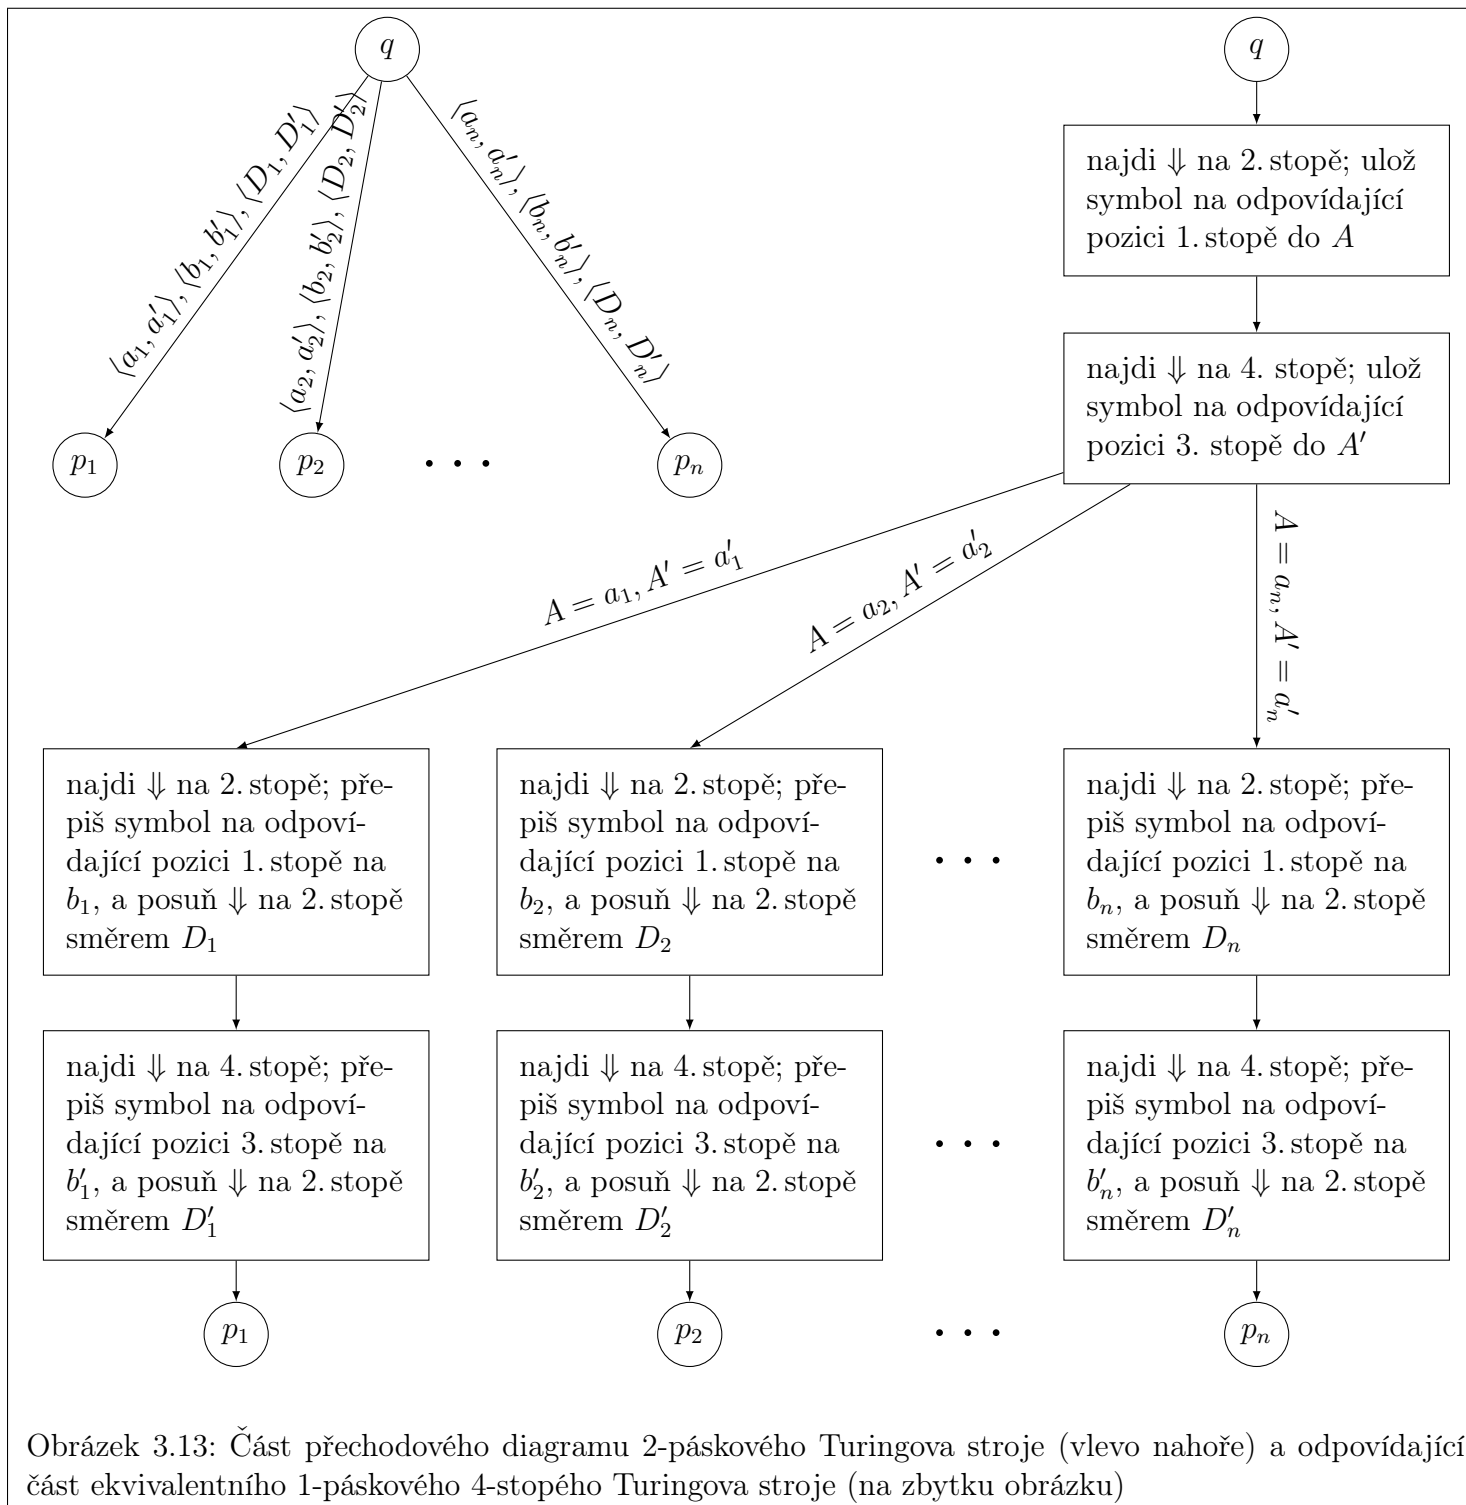 q
⟨a₁, a′₁⟩, ⟨b₁, b′₁⟩, ⟨D₁, D′₁⟩
⟨a₂, a′₂⟩, ⟨b₂, b′₂⟩, ⟨D₂, D′₂⟩
⟨aₙ, a′ₙ⟩, ⟨bₙ, b′ₙ⟩, ⟨Dₙ, D′ₙ⟩
p₁
p₂
· · ·
pₙ
q
najdi ⇓ na 2. stopě; ulož
symbol na odpovídající
pozici 1. stopě do A
najdi ⇓ na 4. stopě; ulož
symbol na odpovídající
pozici 3. stopě do A′
A = a₁, A′ = a′₁
A = a₂, A′ = a′₂
A = aₙ, A′ = a′ₙ
najdi ⇓ na 2. stopě; pře-
piš symbol na odpoví-
dající pozici 1. stopě na
b₁, a posuň ⇓ na 2. stopě
směrem D₁
najdi ⇓ na 2. stopě; pře-
piš symbol na odpoví-
dající pozici 1. stopě na
b₂, a posuň ⇓ na 2. stopě
směrem D₂
· · ·
najdi ⇓ na 2. stopě; pře-
piš symbol na odpoví-
dající pozici 1. stopě na
bₙ, a posuň ⇓ na 2. stopě
směrem Dₙ
najdi ⇓ na 4. stopě; pře-
piš symbol na odpoví-
dající pozici 3. stopě na
b′₁, a posuň ⇓ na 2. stopě
směrem D′₁
najdi ⇓ na 4. stopě; pře-
piš symbol na odpoví-
dající pozici 3. stopě na
b′₂, a posuň ⇓ na 2. stopě
směrem D′₂
· · ·
najdi ⇓ na 4. stopě; pře-
piš symbol na odpoví-
dající pozici 3. stopě na
b′ₙ, a posuň ⇓ na 2. stopě
směrem D′ₙ
p₁
p₂
· · ·
pₙ
Obrázek 3.13: Část přechodového diagramu 2-páskového Turingova stroje (vlevo nahoře) a odpovídající
část ekvivalentního 1-páskového 4-stopého Turingova stroje (na zbytku obrázku)